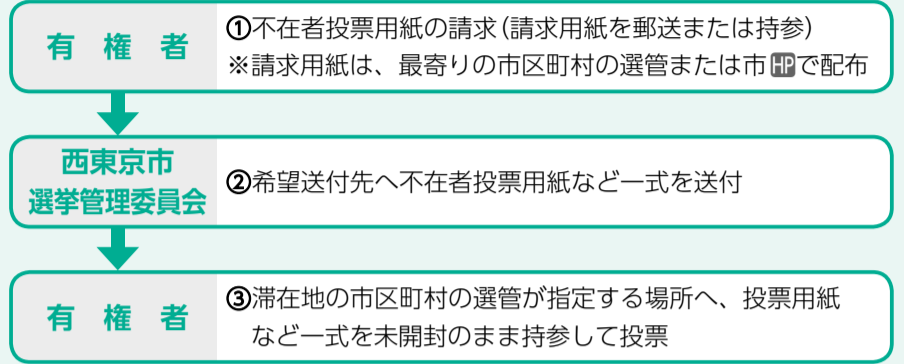 有権者
①不在者投票用紙の請求(請求用紙を郵送または持参)
※請求用紙は、最寄りの市区町村の選管または市HPで配布
西東京市
選挙管理委員会
②希望送付先へ不在者投票用紙など一式を送付
有権者
③滞在地の市区町村の選管が指定する場所へ、投票用紙
など一式を未開封のまま持参して投票